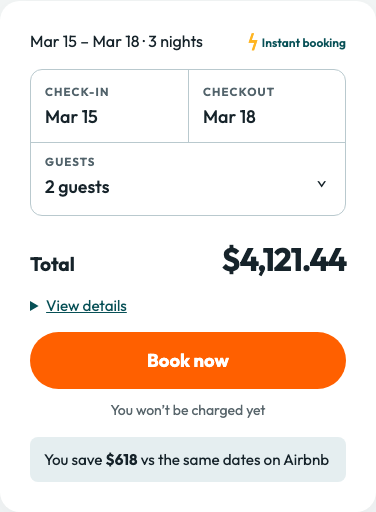 Mar 15 – Mar 18 · 3 nights
Instant booking
CHECK-IN
CHECKOUT
Mar 15
Mar 18
GUESTS
2 guests
Total
$4,121.44
View details
Book now
You won’t be charged yet
You save $618 vs the same dates on Airbnb